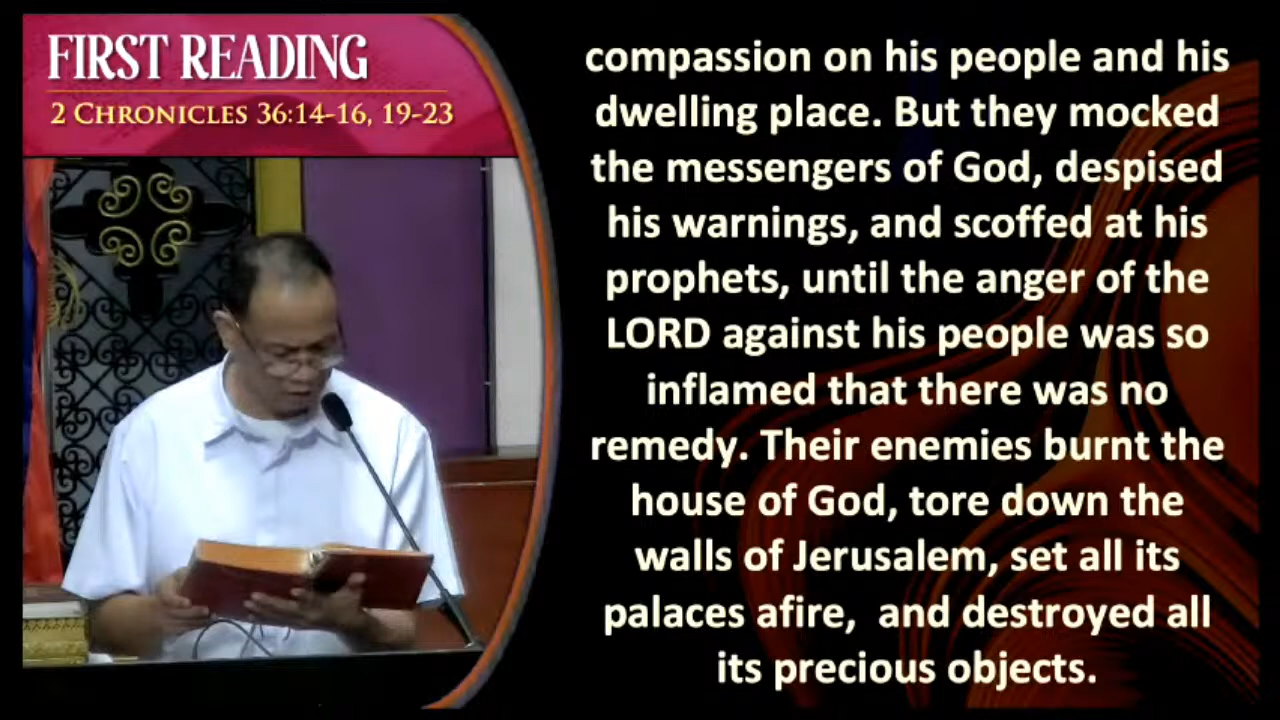 FIRST READING
2 CHRONICLES 36:14-16, 19-23
compassion on his people and his
dwelling place. But they mocked
the messengers of God, despised
his warnings, and scoffed at his
prophets, until the anger of the
LORD against his people was so
inflamed that there was no
remedy. Their enemies burnt the
house of God, tore down the
walls of Jerusalem, set all its
palaces afire,  and destroyed all
its precious objects.